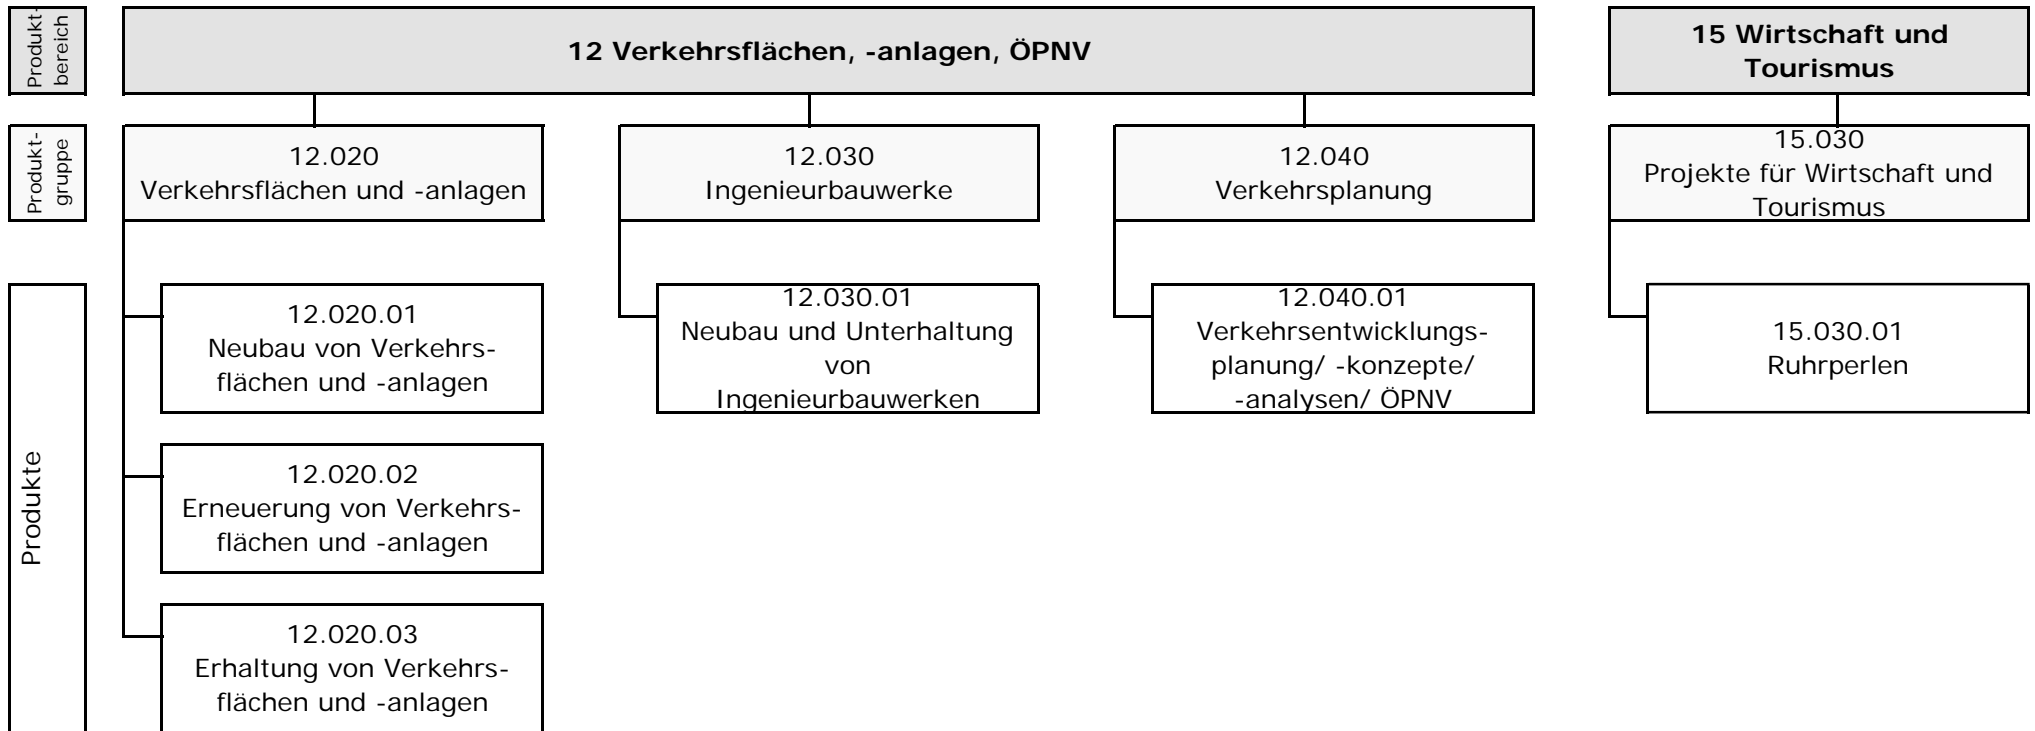 Produkt-
bereich
12 Verkehrsflächen, -anlagen, ÖPNV
15 Wirtschaft und
Tourismus
Produkt-
gruppe
12.020
Verkehrsflächen und -anlagen
12.030
Ingenieurbauwerke
12.040
Verkehrsplanung
15.030
Projekte für Wirtschaft und
Tourismus
Produkte
12.020.01
Neubau von Verkehrs-
flächen und -anlagen
12.030.01
Neubau und Unterhaltung
von
Ingenieurbauwerken
12.040.01
Verkehrsentwicklungs-
planung/ -konzepte/
-analysen/ ÖPNV
15.030.01
Ruhrperlen
12.020.02
Erneuerung von Verkehrs-
flächen und -anlagen
12.020.03
Erhaltung von Verkehrs-
flächen und -anlagen